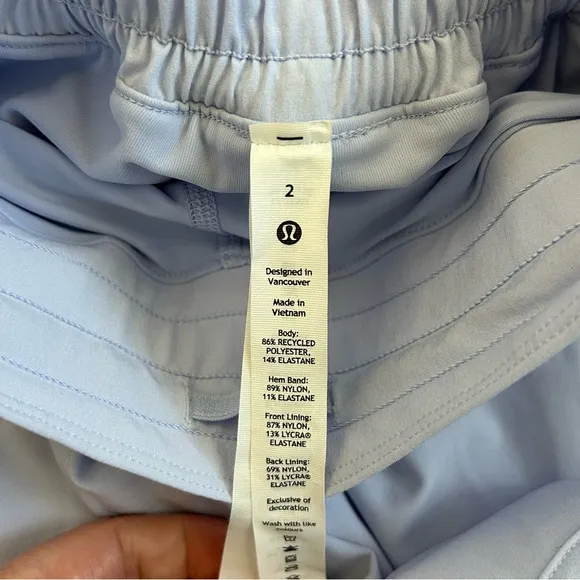 2
Designed in
Vancouver
Made in
Vietnam
Body:
86% RECYCLED
POLYESTER,
14% ELASTANE
Hem Band:
89% NYLON,
11% ELASTANE
Front Lining:
87% NYLON,
13% LYCRA®
ELASTANE
Back Lining:
69% NYLON,
31% LYCRA®
ELASTANE
Exclusive of
decoration
Wash with like
colours